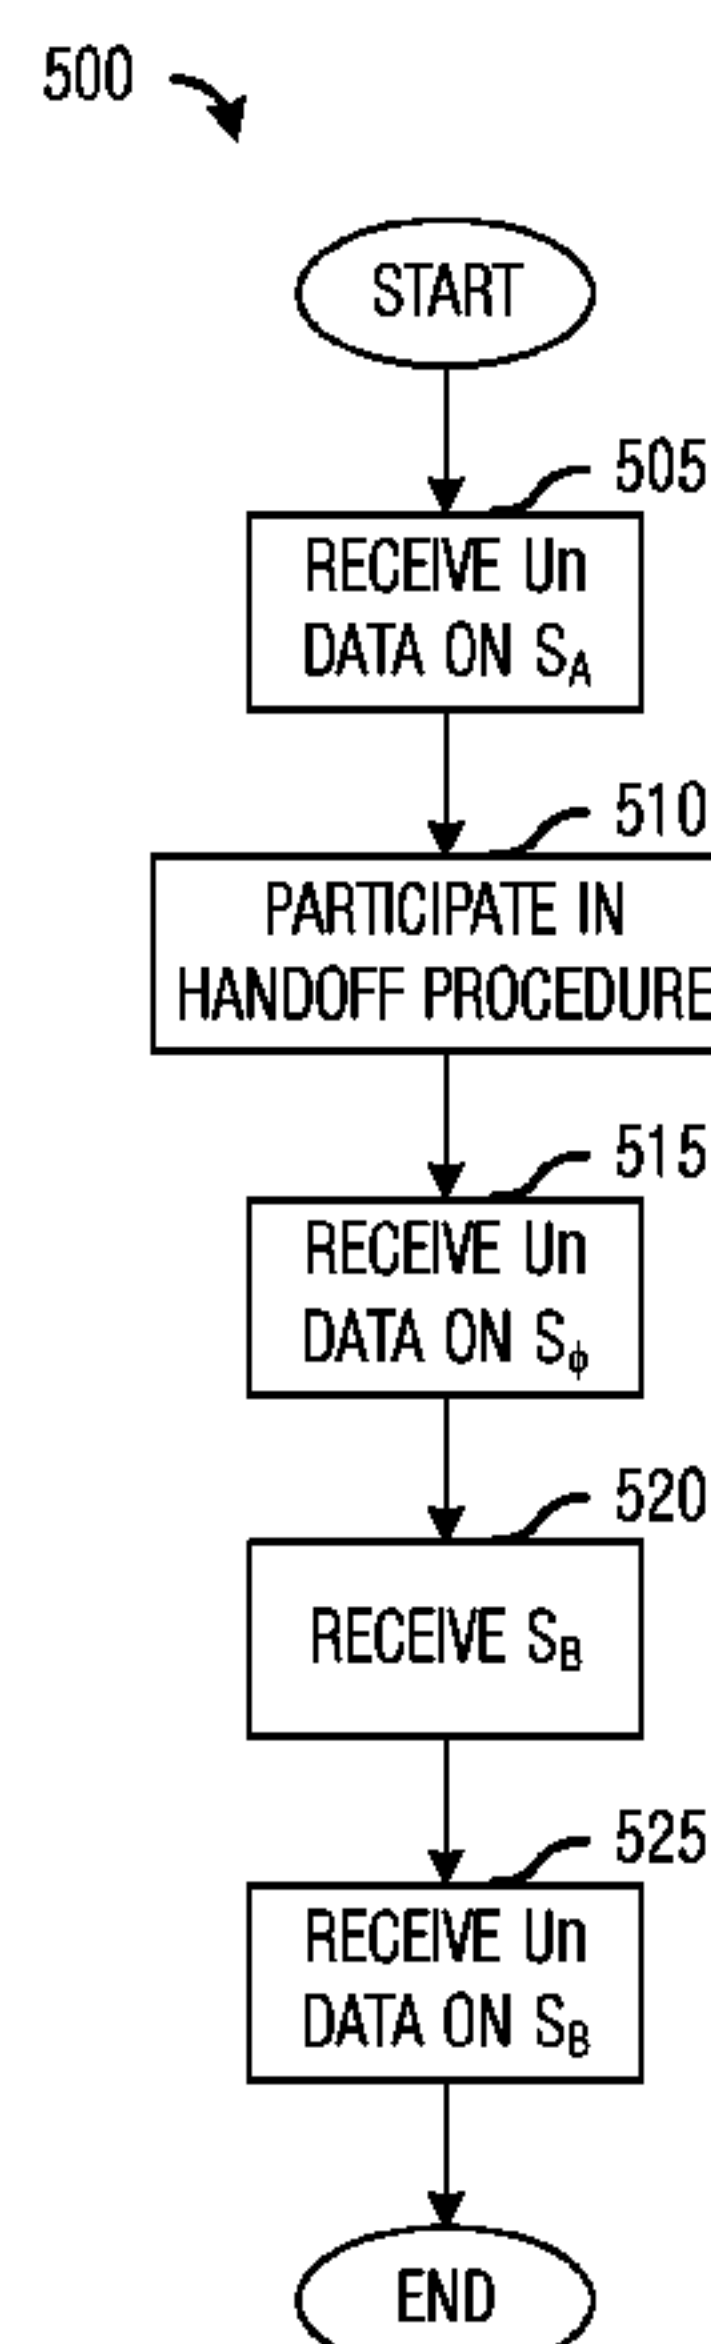 500
START
505
RECEIVE Un
DATA ON SA
510
PARTICIPATE IN
HANDOFF PROCEDURE
515
RECEIVE Un
DATA ON Sϕ
520
RECEIVE SB
525
RECEIVE Un
DATA ON SB
END